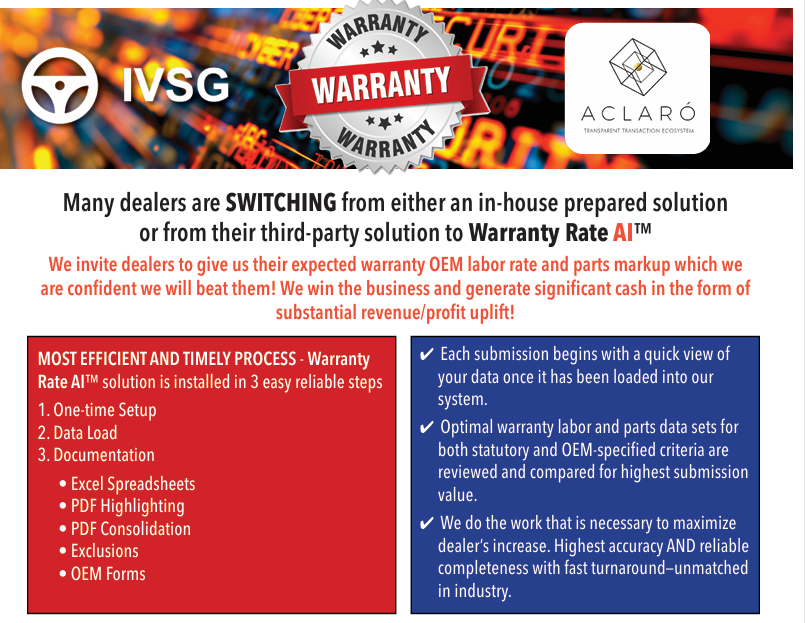 IVSG
WARRANTY
WARRANTY
WARRANTY
ACLARÓ
TRANSPARENT TRANSACTION ECOSYSTEM
Many dealers are SWITCHING from either an in-house prepared solution
or from their third-party solution to Warranty Rate AI™
We invite dealers to give us their expected warranty OEM labor rate and parts markup which we
are confident we will beat them! We win the business and generate significant cash in the form of
substantial revenue/profit uplift!
MOST EFFICIENT AND TIMELY PROCESS - Warranty
Rate AI™ solution is installed in 3 easy reliable steps
1. One-time Setup
2. Data Load
3. Documentation
• Excel Spreadsheets
• PDF Highlighting
• PDF Consolidation
• Exclusions
• OEM Forms
✔ Each submission begins with a quick view of
your data once it has been loaded into our
system.
✔ Optimal warranty labor and parts data sets for
both statutory and OEM-specified criteria are
reviewed and compared for highest submission
value.
✔ We do the work that is necessary to maximize
dealer's increase. Highest accuracy AND reliable
completeness with fast turnaround—unmatched
in industry.